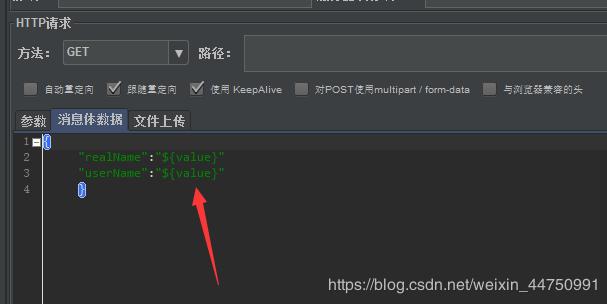 HTTP请求
方法： GET 路径：
自动重定向 跟随重定向 使用 KeepAlive 对POST使用multipart / form-data 与浏览器兼容的头
参数 消息体数据 文件上传
1 {
2 "realName":"${value}"
3 "userName":"${value}"
4 }
https://blog.csdn.net/weixin_44750991